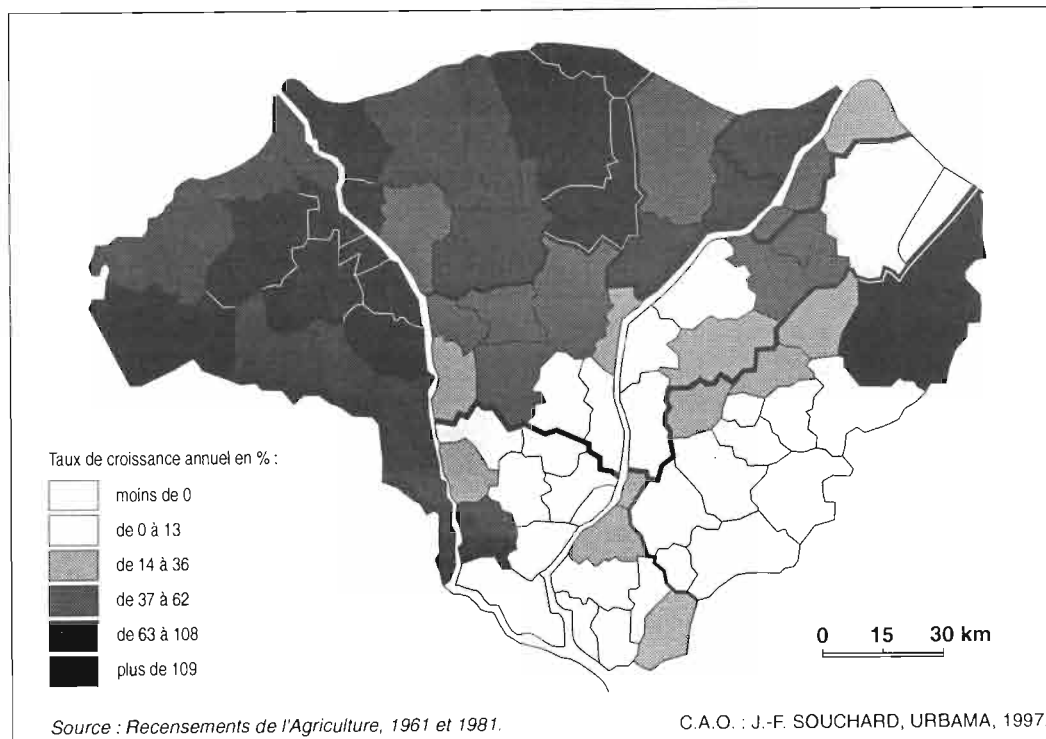 Taux de croissance annuel en % :
moins de 0
de 0 à 13
de 14 à 36
de 37 à 62
de 63 à 108
plus de 109
0 15 30 km
Source : Recensements de l'Agriculture, 1961 et 1981.
C.A.O. : J.-F. SOUCHARD, URBAMA, 1997.